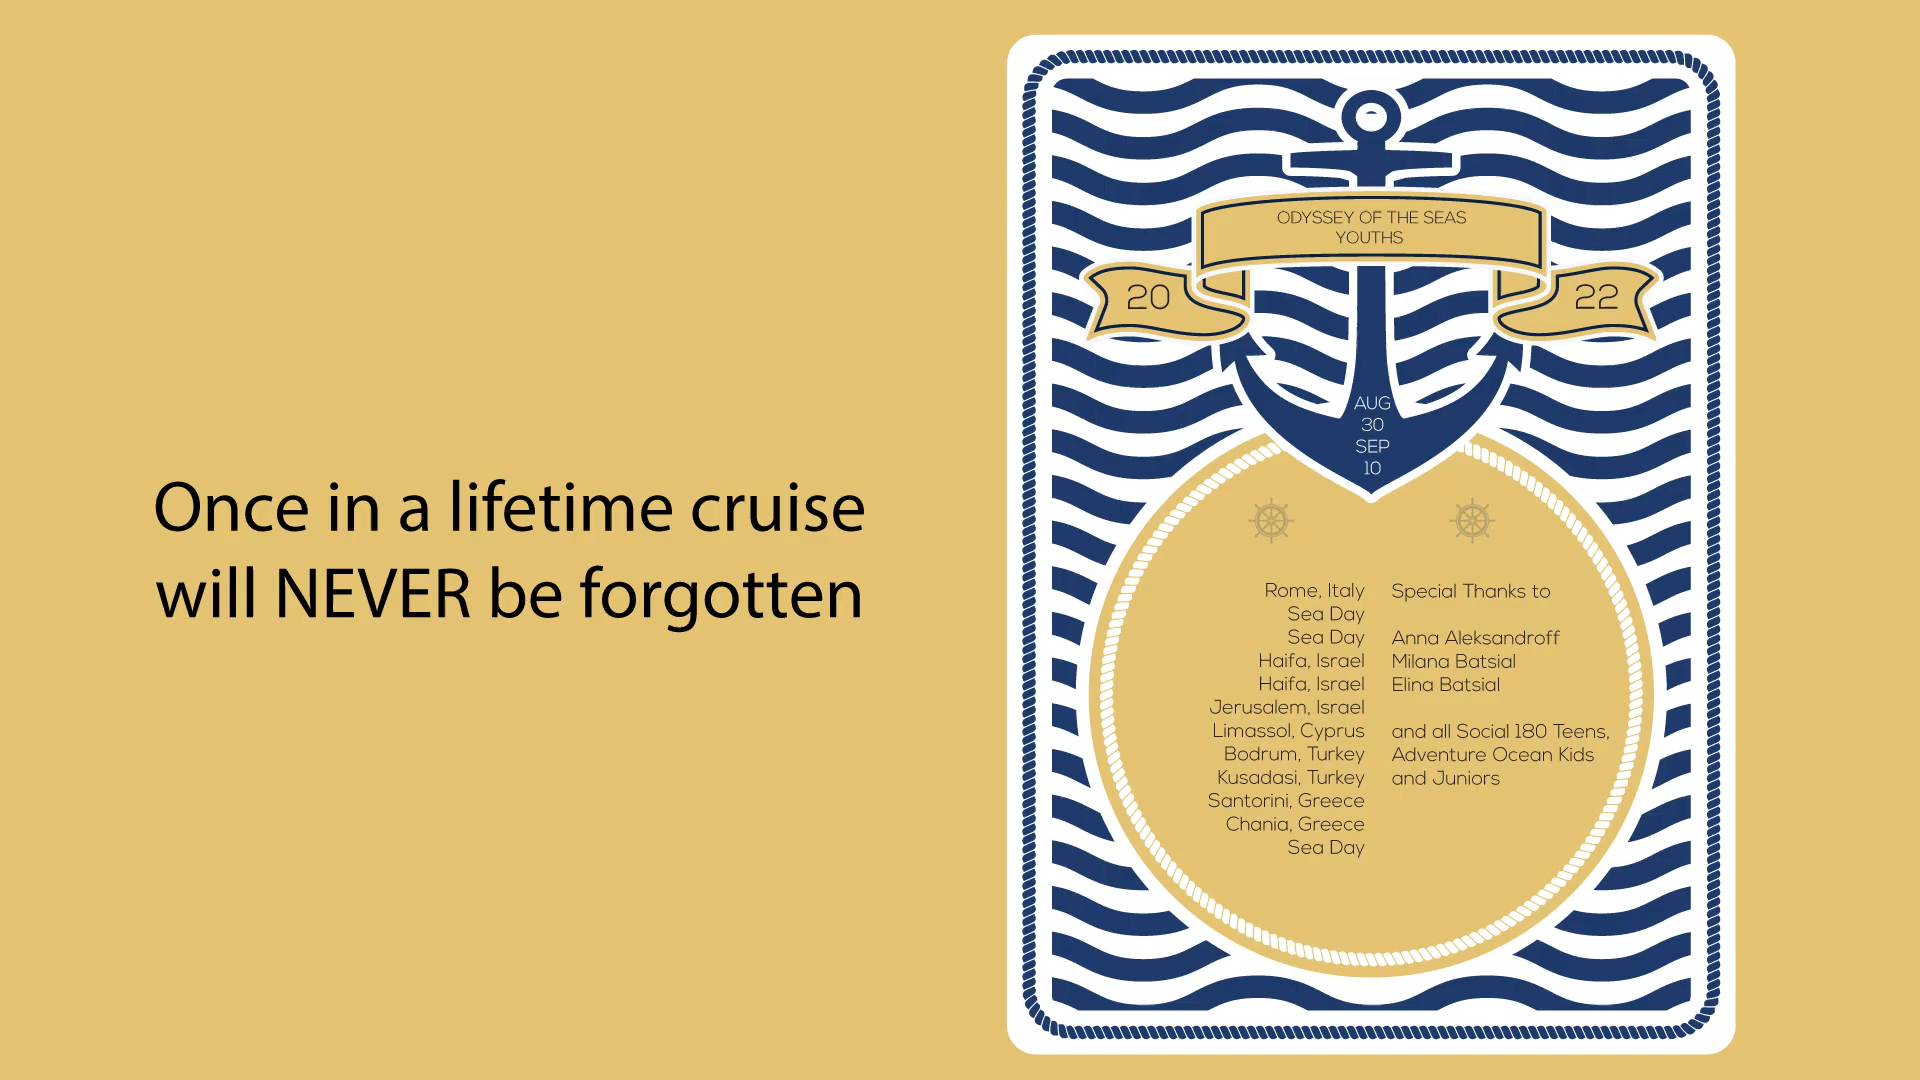 Once in a lifetime cruise
will NEVER be forgotten
ODYSSEY OF THE SEAS
YOUTHS
20
22
AUG
30
SEP
10
Rome, Italy
Sea Day
Sea Day
Haifa, Israel
Haifa, Israel
Jerusalem, Israel
Limassol, Cyprus
Bodrum, Turkey
Kusadasi, Turkey
Santorini, Greece
Chania, Greece
Sea Day
Special Thanks to
Anna Aleksandroff
Milana Batsial
Elina Batsial
and all Social 180 Teens,
Adventure Ocean Kids
and Juniors